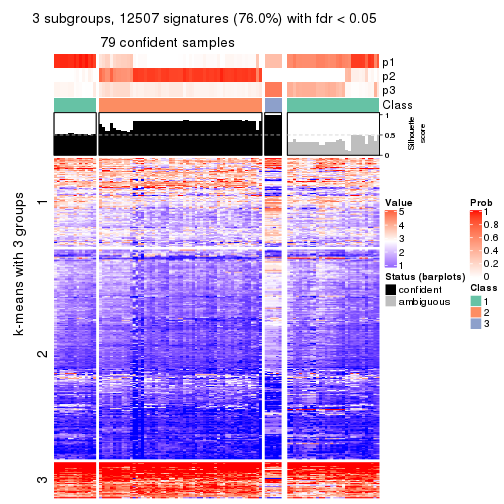 3 subgroups, 12507 signatures (76.0%) with fdr < 0.05
79 confident samples
p1
p2
p3
Class
1
0.5
0
Silhouette
score
k-means with 3 groups
1
2
3
Value
5
4
3
2
1
Status (barplots)
confident
ambiguous
Prob
1
0.8
0.6
0.4
0.2
0
Class
1
2
3